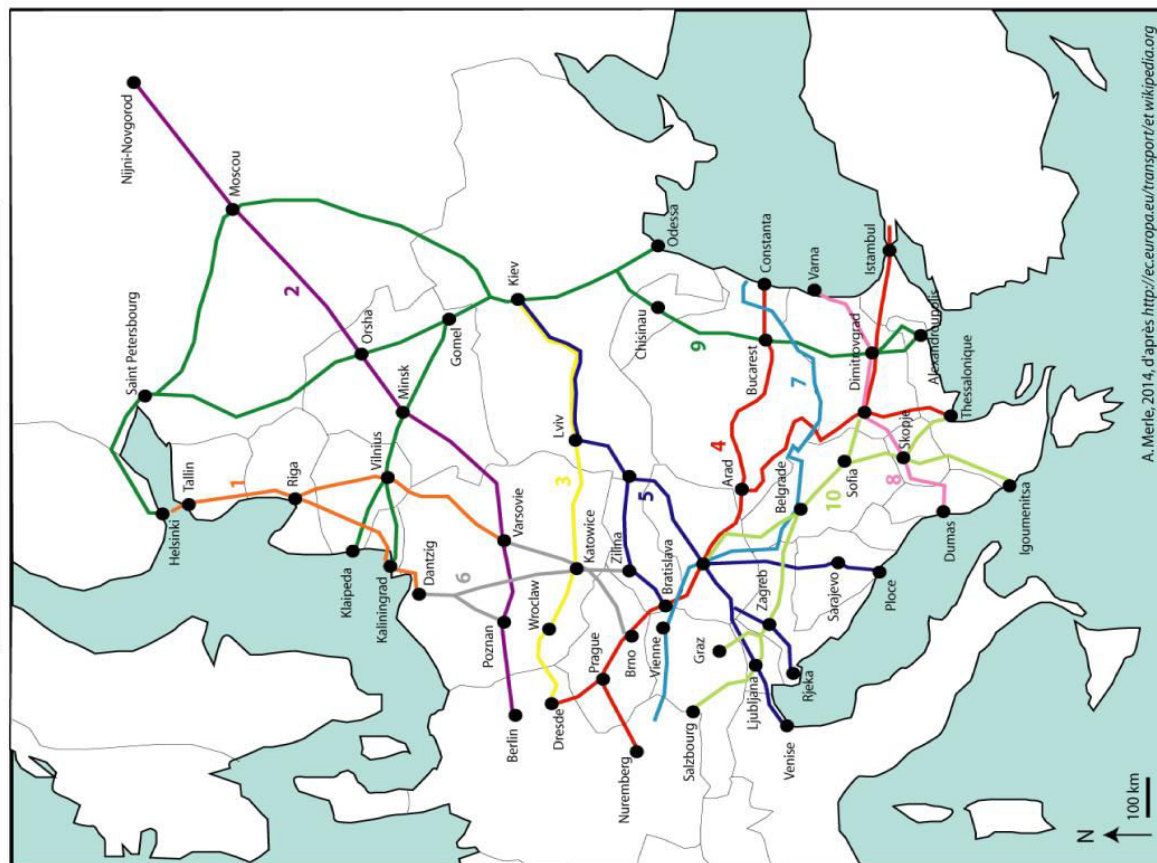 Nijni-Novgorod
Moscou
Saint Petersbourg
2
Orsha
Helsinki
Tallin
1
Riga
Minsk
Gomel
Vilnius
Kiev
Klaipeda
Kaliningrad
Dantzig
Varsovie
6
Lviv
3
Odessa
Poznan
Katowice
Chisinau
Wroclaw
Zilina
5
9
Constanta
Berlin
Bratislava
Arad
4
Bucarest
Varna
Dresde
Prague
Brno
Vienne
Belgrade
7
Istambul
Nuremberg
Graz
Zagreb
10
Dimitrovgrad
Salzbourg
Ljubljana
Sarajevo
Sofia
Skopje
Alexandroupolis
Venise
Rjeka
Ploce
8
Thessalonique
Dumas
Igoumenitsa
N
100 km
A. Merle, 2014, d'après http://ec.europa.eu/transport/et wikipedia.org